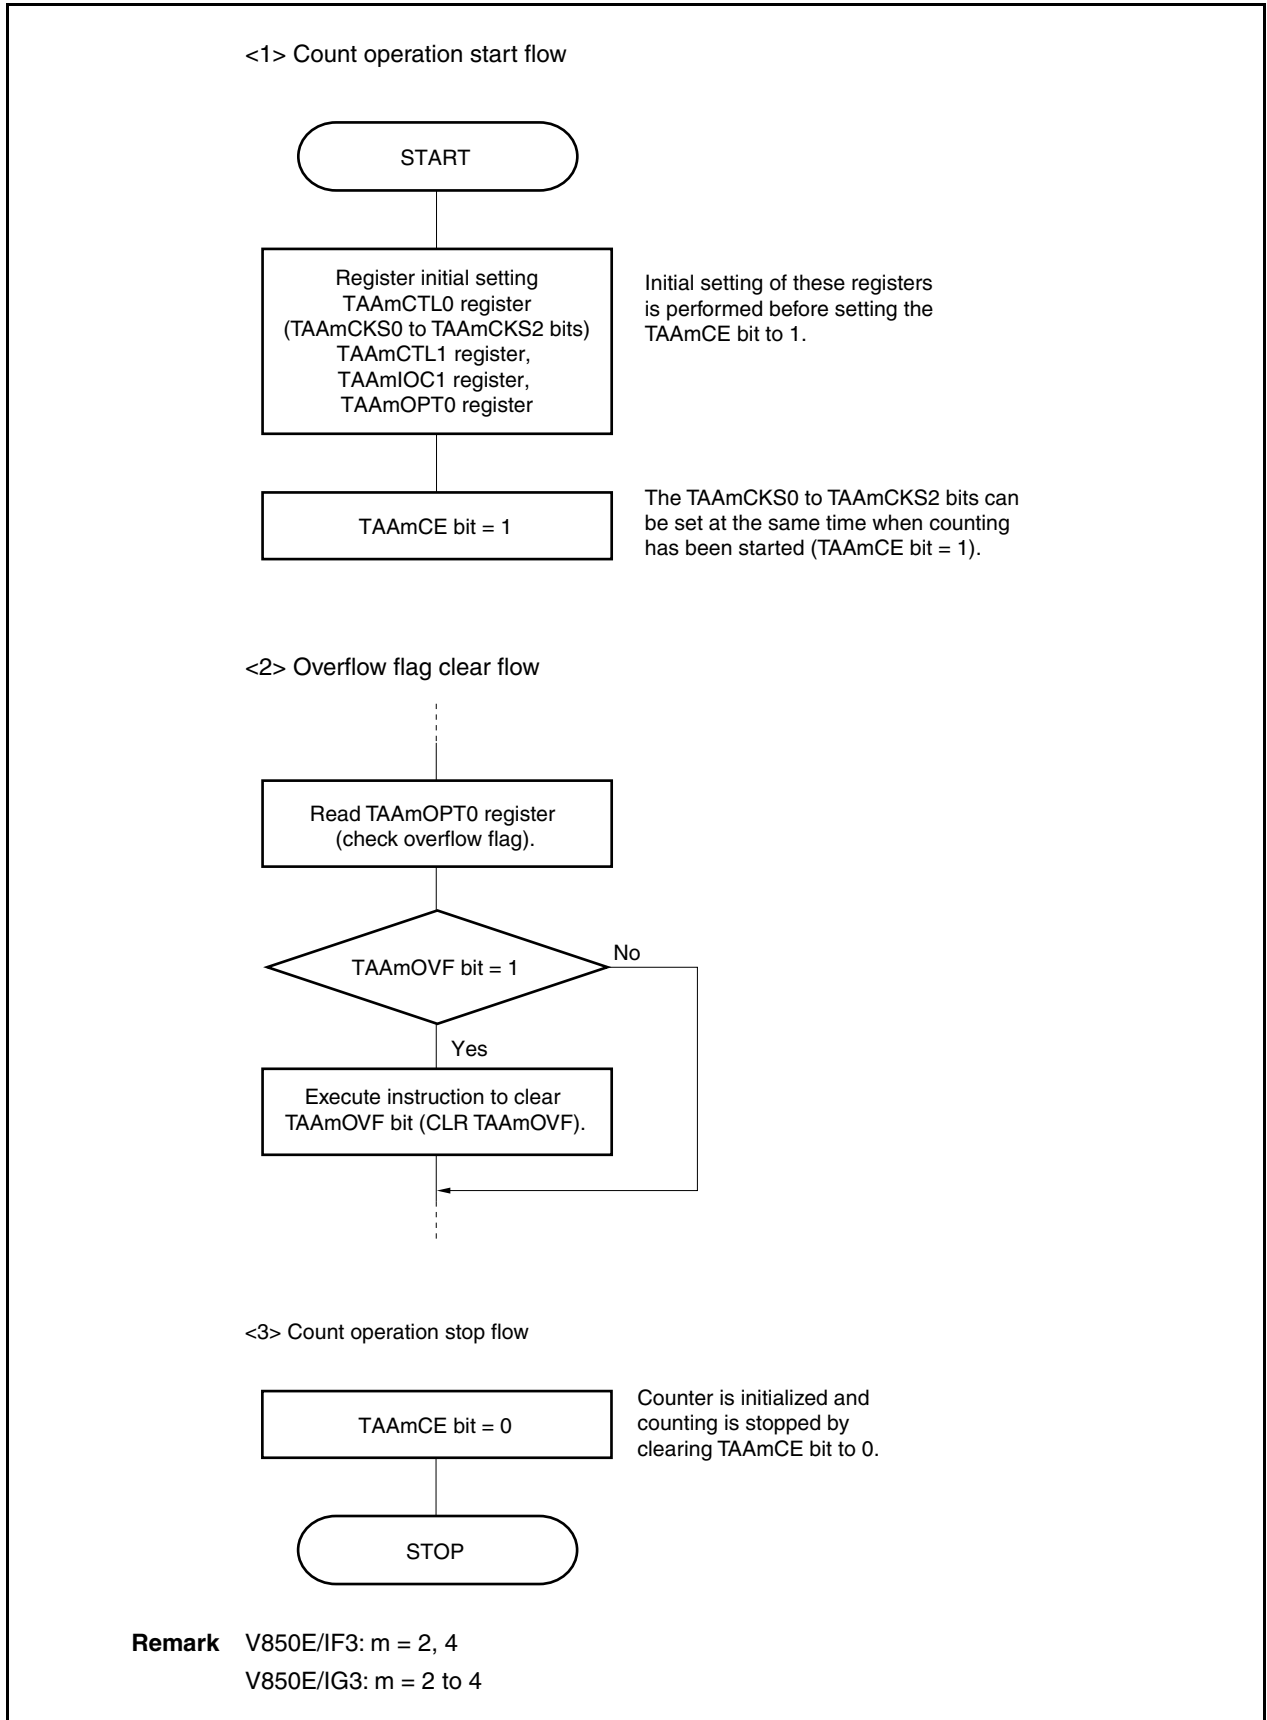 <1> Count operation start flow
START
Register initial setting
TAAmCTL0 register
(TAAmCKS0 to TAAmCKS2 bits)
TAAmCTL1 register,
TAAmIOC1 register,
TAAmOPT0 register
Initial setting of these registers
is performed before setting the
TAAmCE bit to 1.
TAAmCE bit = 1
The TAAmCKS0 to TAAmCKS2 bits can
be set at the same time when counting
has been started (TAAmCE bit = 1).
<2> Overflow flag clear flow
Read TAAmOPT0 register
(check overflow flag).
TAAmOVF bit = 1
No
Yes
Execute instruction to clear
TAAmOVF bit (CLR TAAmOVF).
<3> Count operation stop flow
TAAmCE bit = 0
Counter is initialized and
counting is stopped by
clearing TAAmCE bit to 0.
STOP
Remark V850E/IF3: m = 2, 4
V850E/IG3: m = 2 to 4